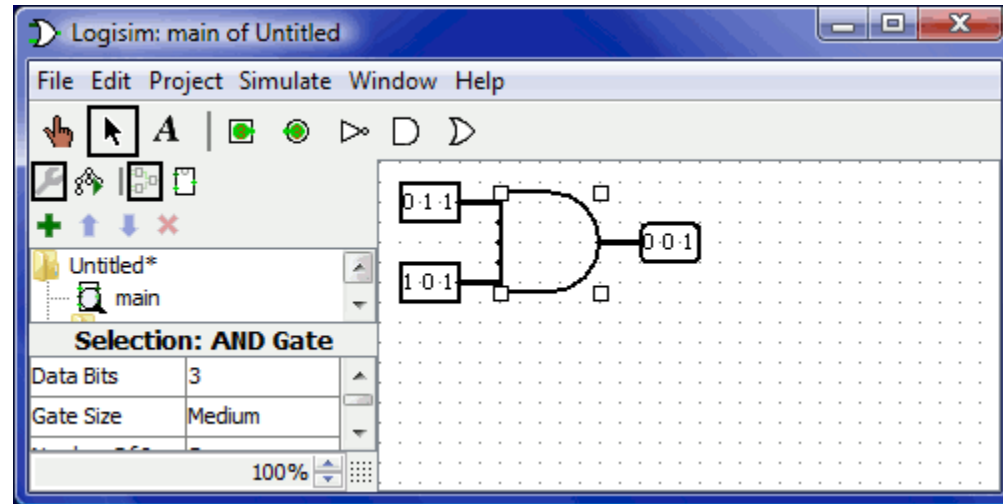 Logisim: main of Untitled
File Edit Project Simulate Window Help
A
0 1 1
0 0 1
1 0 1
Untitled*
main
Selection: AND Gate
Data Bits 3
Gate Size Medium
100%